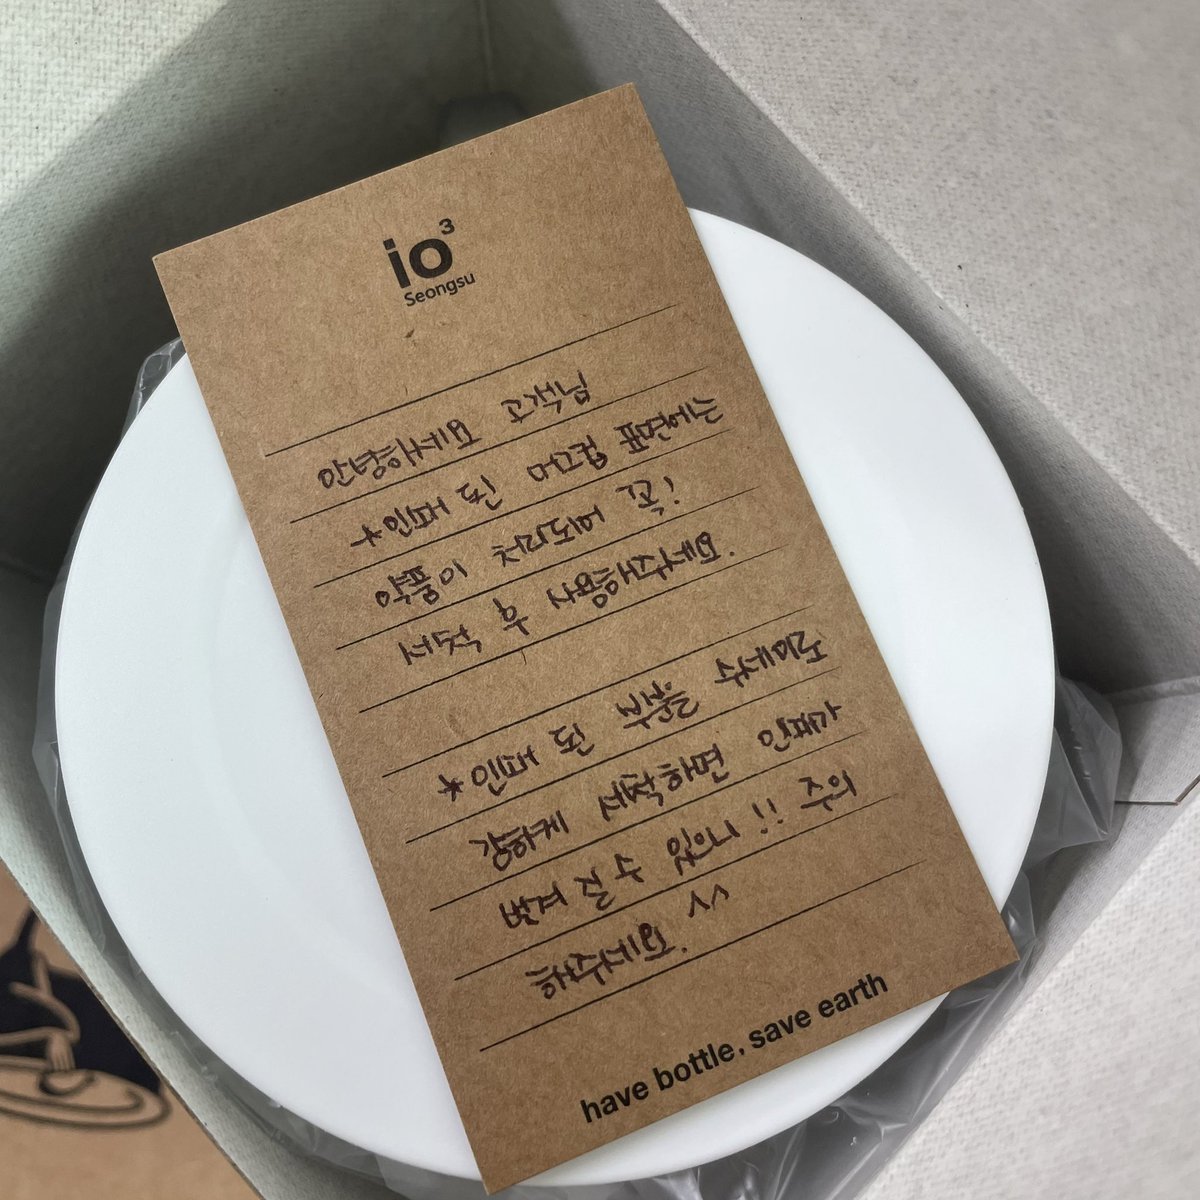 io³
Seongsu
안녕하세요 고객님
*인쇄 된 머그컵 표면에는
약품이 처리되어 꼭!
세척 후 사용해주세요.
*인쇄 된 부분을 수세미로
강하게 세척하면 인쇄가
벗겨 질 수 있으니!! 주의
해주세요. ^^
have bottle, save earth